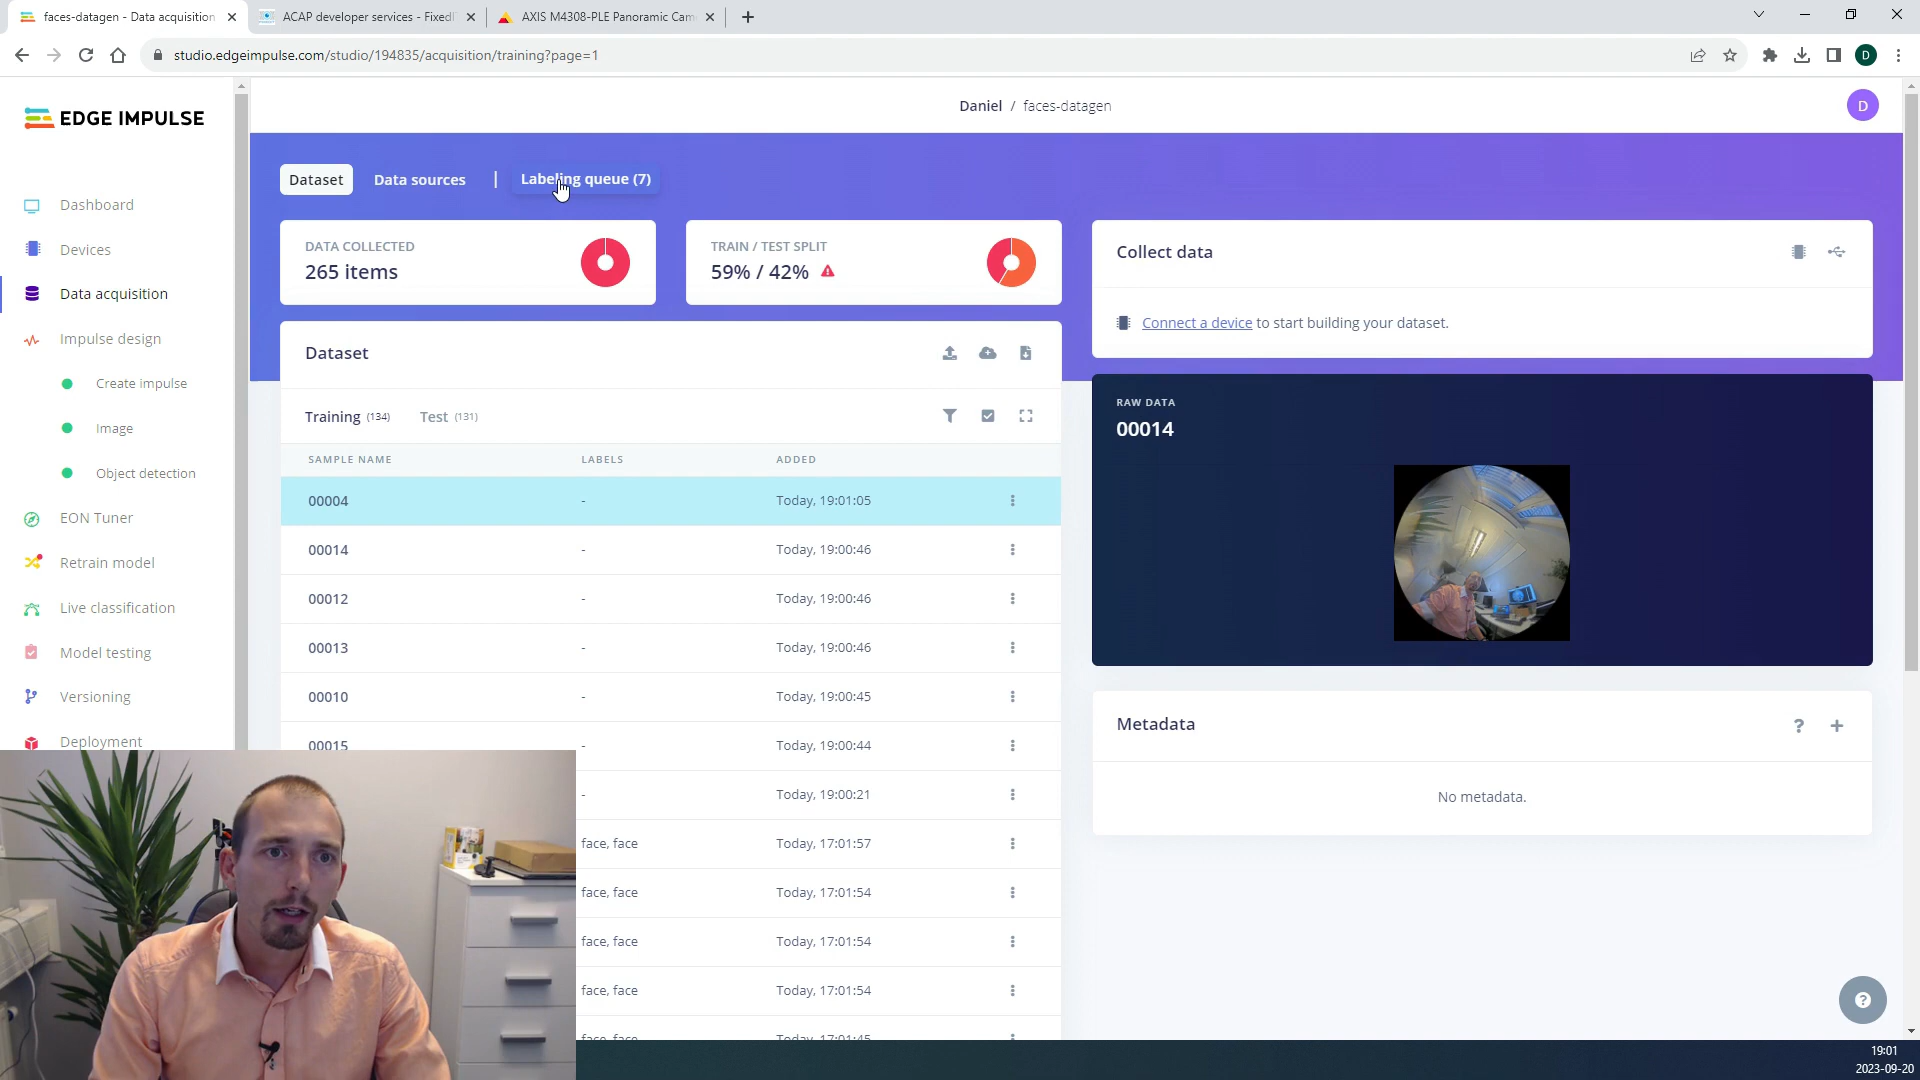 faces-datagen - Data acquisition
ACAP developer services - FixedI
AXIS M4308-PLE Panoramic Cam
studio.edgeimpulse.com/studio/194835/acquisition/training?page=1
D
EDGE IMPULSE
Daniel / faces-datagen
D
Dashboard
Devices
Data acquisition
Impulse design
Create impulse
Image
Object detection
EON Tuner
Retrain model
Live classification
Model testing
Versioning
Deployment
Dataset
Data sources
|
Labeling queue (7)
DATA COLLECTED
265 items
TRAIN / TEST SPLIT
59% / 42%
Collect data
Connect a device to start building your dataset.
Dataset
Training (134)
Test (131)
SAMPLE NAME LABELS ADDED
00004 - Today, 19:01:05
00014 - Today, 19:00:46
00012 - Today, 19:00:46
00013 - Today, 19:00:46
00010 - Today, 19:00:45
00015 - Today, 19:00:44
- Today, 19:00:21
face, face Today, 17:01:57
face, face Today, 17:01:54
face, face Today, 17:01:54
face, face Today, 17:01:54
face, face Today, 17:01:45
RAW DATA
00014
Metadata
? +
No metadata.
?
19:01
2023-09-20